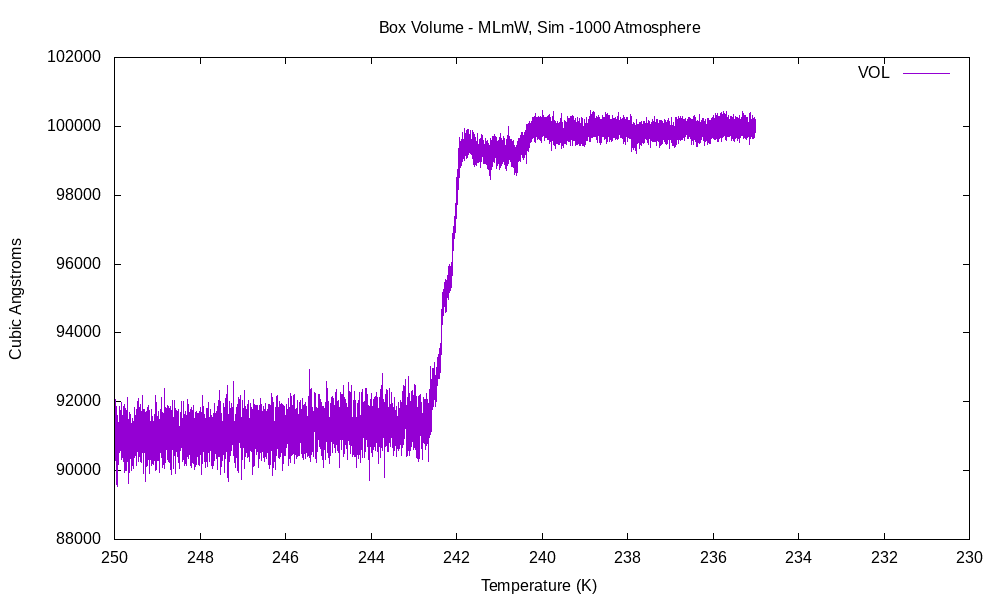 Box Volume - MLmW, Sim -1000 Atmosphere
VOL
102000
100000
98000
96000
94000
92000
90000
88000
Cubic Angstroms
250 248 246 244 242 240 238 236 234 232 230
Temperature (K)